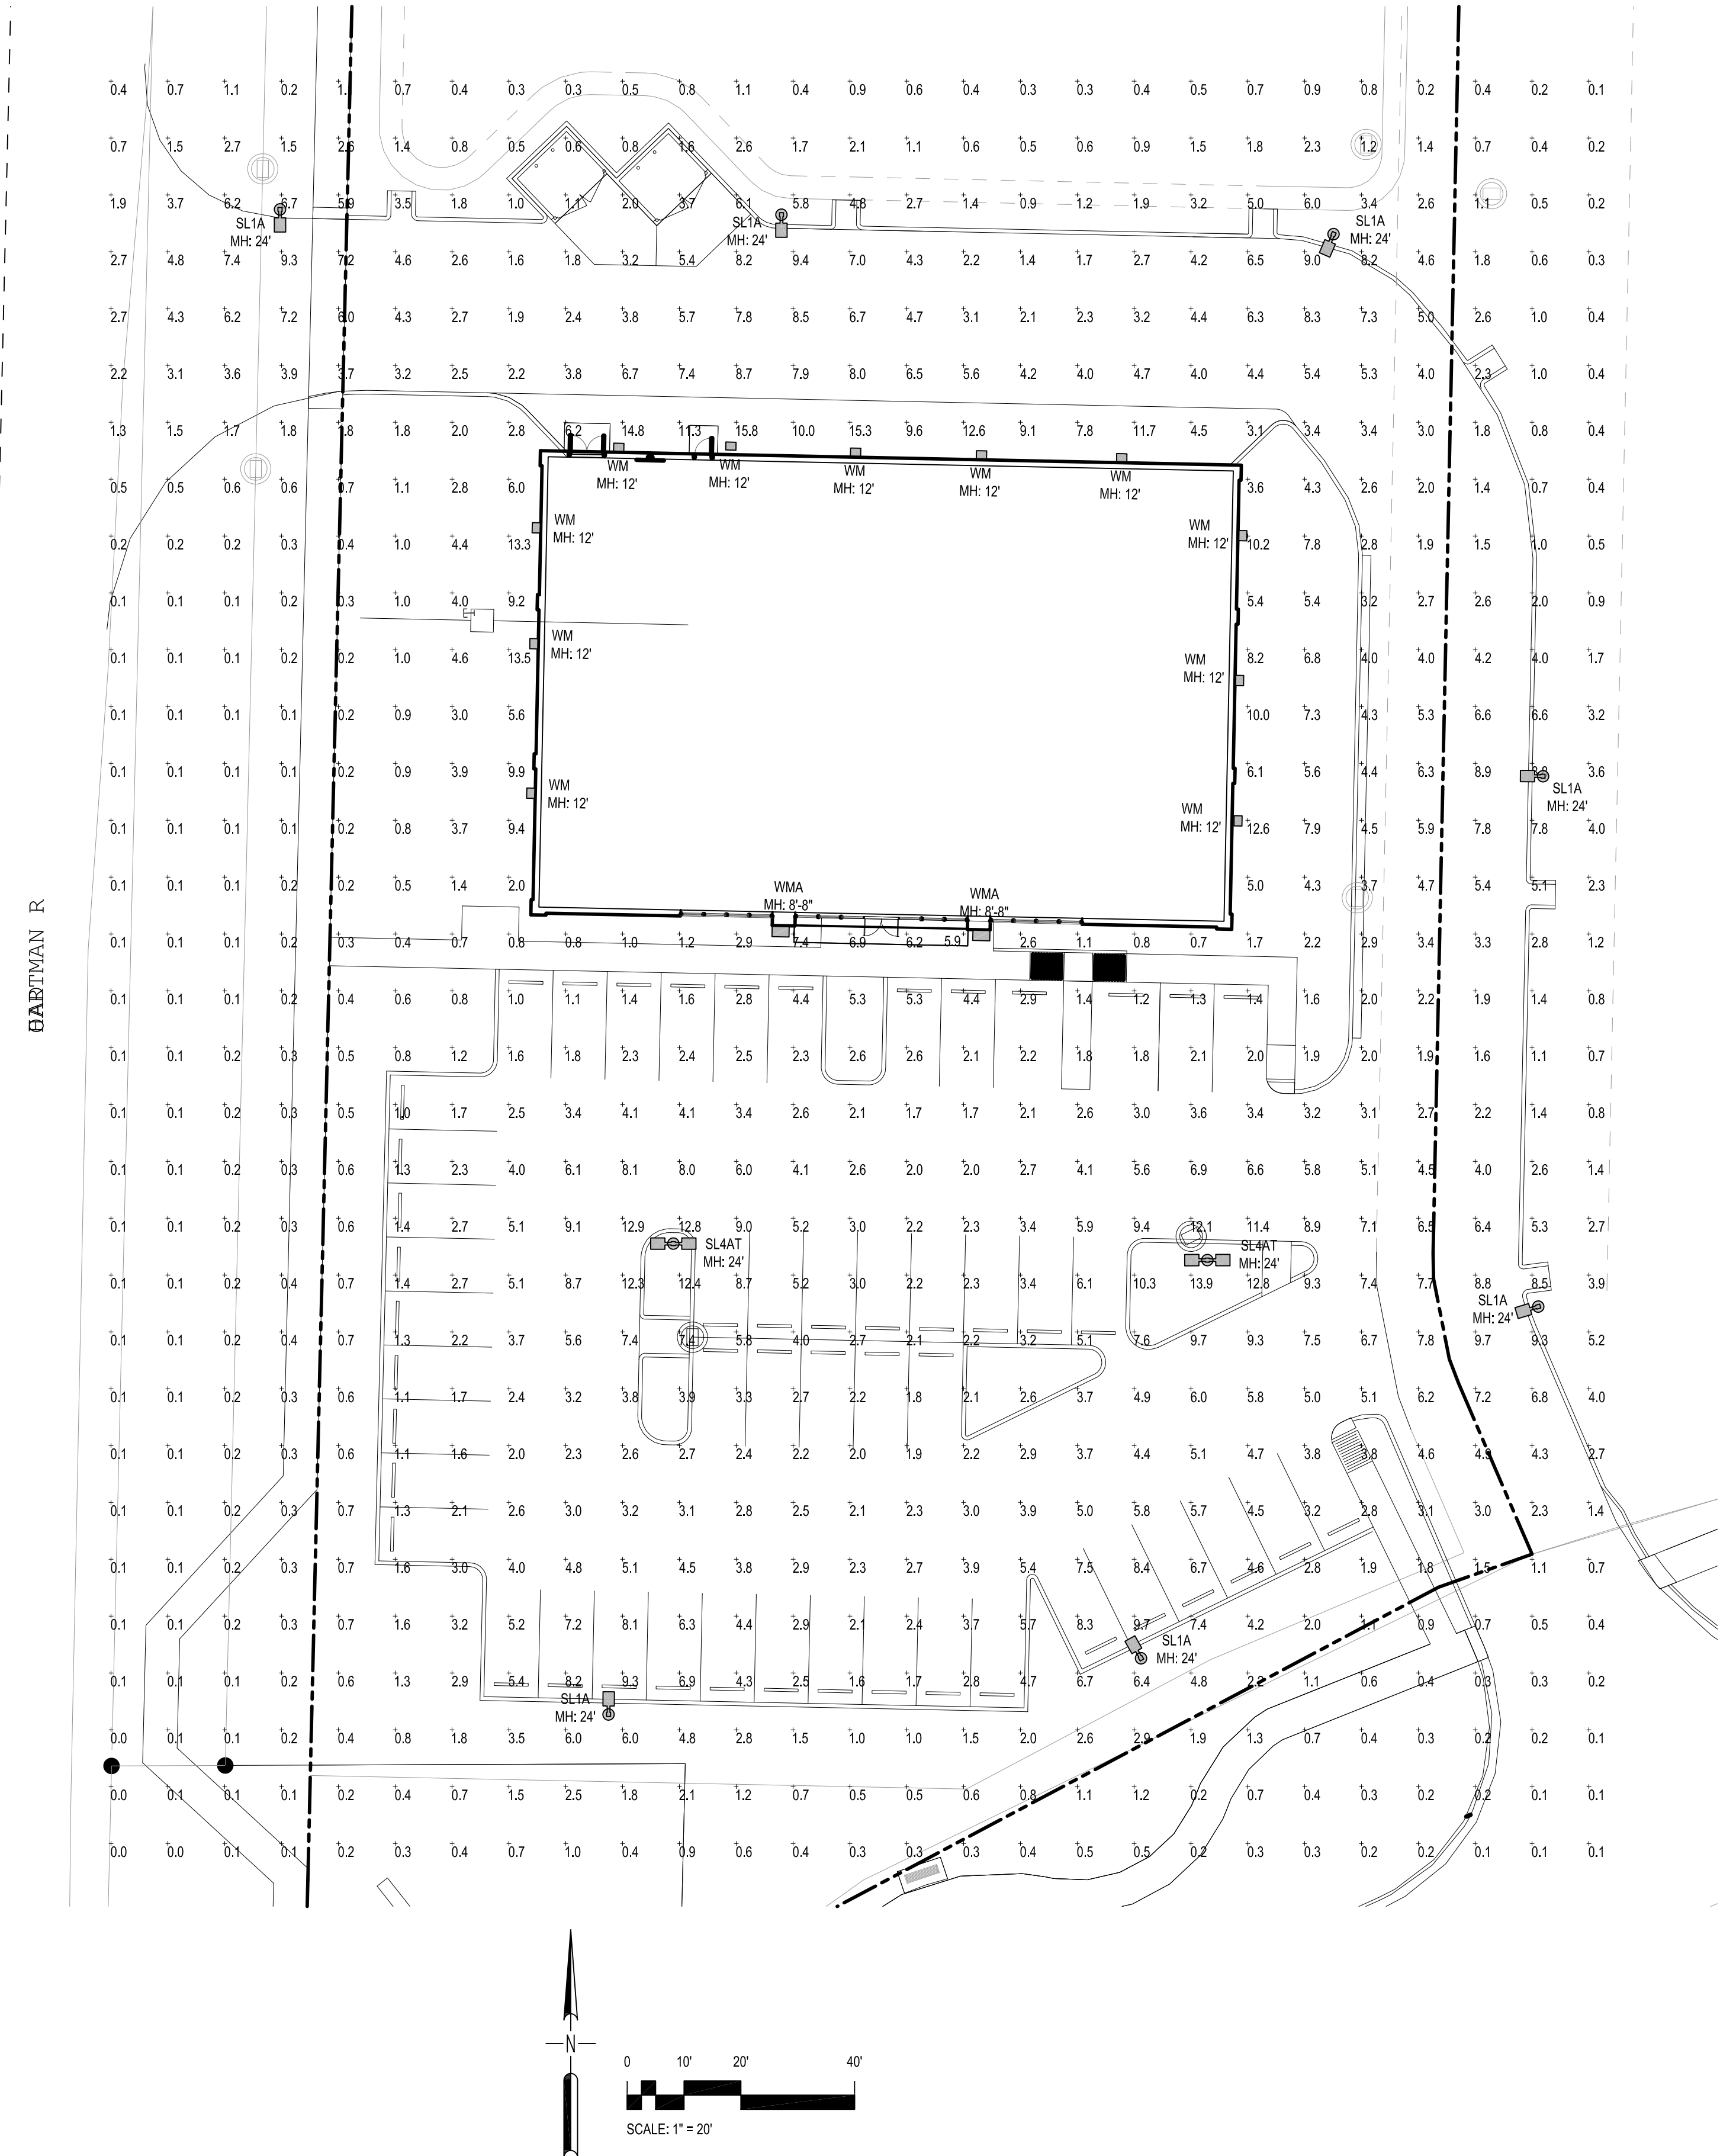 0.4 0.7 1.1 0.2 1. 0.7 0.4 0.3 0.3 0.5 0.8 1.1 0.4 0.9 0.6 0.4 0.3 0.3 0.4 0.5 0.7 0.9 0.8 0.2 0.4 0.2 0.1
0.7 1.5 2.7 1.5 2.6 1.4 0.8 0.5 0.6 0.8 1.6 2.6 1.7 2.1 1.1 0.6 0.5 0.6 0.9 1.5 1.8 2.3 1.2 1.4 0.7 0.4 0.2
1.9 3.7 6.2 6.7 5.9 3.5 1.8 1.0 1.1 2.0 3.7 6.1 5.8 4.8 2.7 1.4 0.9 1.2 1.9 3.2 5.0 6.0 3.4 2.6 1.1 0.5 0.2
SL1A SL1A SL1A
MH: 24' MH: 24' MH: 24'
2.7 4.8 7.4 9.3 7.2 4.6 2.6 1.6 1.8 3.2 5.4 8.2 9.4 7.0 4.3 2.2 1.4 1.7 2.7 4.2 6.5 9.0 8.2 4.6 1.8 0.6 0.3
2.7 4.3 6.2 7.2 6.0 4.3 2.7 1.9 2.4 3.8 5.7 7.8 8.5 6.7 4.7 3.1 2.1 2.3 3.2 4.4 6.3 8.3 7.3 5.0 2.6 1.0 0.4
2.2 3.1 3.6 3.9 3.7 3.2 2.5 2.2 3.8 6.7 7.4 8.7 7.9 8.0 6.5 5.6 4.2 4.0 4.7 4.0 4.4 5.4 5.3 4.0 2.3 1.0 0.4
1.3 1.5 1.7 1.8 1.8 1.8 2.0 2.8 6.2 14.8 11.3 15.8 10.0 15.3 9.6 12.6 9.1 7.8 11.7 4.5 3.1 3.4 3.4 3.0 1.8 0.8 0.4
WM WM WM WM WM
MH: 12' MH: 12' MH: 12' MH: 12' MH: 12'
0.5 0.5 0.6 0.6 0.7 1.1 2.8 6.0 3.6 4.3 2.6 2.0 1.4 0.7 0.4
WM WM
MH: 12' MH: 12'
0.2 0.2 0.2 0.3 0.4 1.0 4.4 13.3 10.2 7.8 2.8 1.9 1.5 1.0 0.5
0.1 0.1 0.1 0.2 0.3 1.0 4.0 9.2 5.4 5.4 3.2 2.7 2.6 2.0 0.9
WM WM
MH: 12' MH: 12'
0.1 0.1 0.1 0.2 0.2 1.0 4.6 13.5 8.2 6.8 4.0 4.0 4.2 4.0 1.7
0.1 0.1 0.1 0.1 0.2 0.9 3.0 5.6 10.0 7.3 4.3 5.3 6.6 6.6 3.2
0.1 0.1 0.1 0.1 0.2 0.9 3.9 9.9 6.1 5.6 4.4 6.3 8.9 3.6
WM WM SL1A
MH: 12' MH: 12' MH: 24'
0.1 0.1 0.1 0.1 0.2 0.8 3.7 9.4 12.6 7.9 4.5 5.9 7.8 7.8 4.0
0.1 0.1 0.1 0.2 0.2 0.5 1.4 2.0 5.0 4.3 3.7 4.7 5.4 5.1 2.3
WMA WMA
MH: 8'-8" MH: 8'-8"
0.1 0.1 0.1 0.2 0.3 0.4 0.7 0.8 0.8 1.0 1.2 2.9 7.4 6.9 6.2 5.9 2.6 1.1 0.8 0.7 1.7 2.2 2.9 3.4 3.3 2.8 1.2
HARTMAN R
0.1 0.1 0.1 0.2 0.4 0.6 0.8 1.0 1.1 1.4 1.6 2.8 4.4 5.3 5.3 4.4 2.9 1.4 1.2 1.3 1.4 1.6 2.0 2.2 1.9 1.4 0.8
0.1 0.1 0.2 0.3 0.5 0.8 1.2 1.6 1.8 2.3 2.4 2.5 2.3 2.6 2.6 2.1 2.2 1.8 1.8 2.1 2.0 1.9 2.0 1.9 1.6 1.1 0.7
0.1 0.1 0.2 0.3 0.5 1.0 1.7 2.5 3.4 4.1 4.1 3.4 2.6 2.1 1.7 1.7 2.1 2.6 3.0 3.6 3.4 3.2 3.1 2.7 2.2 1.4 0.8
0.1 0.1 0.2 0.3 0.6 1.3 2.3 4.0 6.1 8.1 8.0 6.0 4.1 2.6 2.0 2.0 2.7 4.1 5.6 6.9 6.6 5.8 5.1 4.5 4.0 2.6 1.4
0.1 0.1 0.2 0.3 0.6 1.4 2.7 5.1 9.1 12.9 12.8 9.0 5.2 3.0 2.2 2.3 3.4 5.9 9.4 12.1 11.4 8.9 7.1 6.5 6.4 5.3 2.7
SL4AT SL4AT
MH: 24' MH: 24'
0.1 0.1 0.2 0.4 0.7 1.4 2.7 5.1 8.7 12.3 12.4 8.7 5.2 3.0 2.2 2.3 3.4 6.1 10.3 13.9 12.8 9.3 7.4 7.7 8.8 8.5 3.9
SL1A
MH: 24'
0.1 0.1 0.2 0.4 0.7 1.3 2.2 3.7 5.6 7.4 7.4 5.8 4.0 2.7 2.1 2.2 3.2 5.1 7.6 9.7 9.3 7.5 6.7 7.8 9.7 9.3 5.2
0.1 0.1 0.2 0.3 0.6 1.1 1.7 2.4 3.2 3.8 3.9 3.3 2.7 2.2 1.8 2.1 2.6 3.7 4.9 6.0 5.8 5.0 5.1 6.2 7.2 6.8 4.0
0.1 0.1 0.2 0.3 0.6 1.1 1.6 2.0 2.3 2.6 2.7 2.4 2.2 2.0 1.9 2.2 2.9 3.7 4.4 5.1 4.7 3.8 3.8 4.6 4.9 4.3 2.7
0.1 0.1 0.2 0.3 0.7 1.3 2.1 2.6 3.0 3.2 3.1 2.8 2.5 2.1 2.3 3.0 3.9 5.0 5.8 5.7 4.5 3.2 2.8 3.1 3.0 2.3 1.4
0.1 0.1 0.2 0.3 0.7 1.6 3.0 4.0 4.8 5.1 4.5 3.8 2.9 2.3 2.7 3.9 5.4 7.5 8.4 6.7 4.6 2.8 1.9 1.8 1.5 1.1 0.7
0.1 0.1 0.2 0.3 0.7 1.6 3.2 5.2 7.2 8.1 6.3 4.4 2.9 2.1 2.4 3.7 5.7 8.3 9.7 7.4 4.2 2.0 1.1 0.9 0.7 0.5 0.4
SL1A
MH: 24'
0.1 0.1 0.1 0.2 0.6 1.3 2.9 5.4 8.2 9.3 6.9 4.3 2.5 1.6 1.7 2.8 4.7 6.7 6.4 4.8 2.2 1.1 0.6 0.4 0.3 0.3 0.2
SL1A
MH: 24'
0.0 0.1 0.1 0.2 0.4 0.8 1.8 3.5 6.0 6.0 4.8 2.8 1.5 1.0 1.0 1.5 2.0 2.6 2.9 1.9 1.3 0.7 0.4 0.3 0.2 0.2 0.1
0.0 0.1 0.1 0.1 0.2 0.4 0.7 1.5 2.5 1.8 2.1 1.2 0.7 0.5 0.5 0.6 0.8 1.1 1.2 0.2 0.7 0.4 0.3 0.2 0.2 0.1 0.1
0.0 0.0 0.1 0.1 0.2 0.3 0.4 0.7 1.0 0.4 0.9 0.6 0.4 0.3 0.3 0.3 0.4 0.5 0.5 0.2 0.3 0.3 0.2 0.2 0.1 0.1 0.1
N
0 10' 20' 40'
SCALE: 1" = 20'